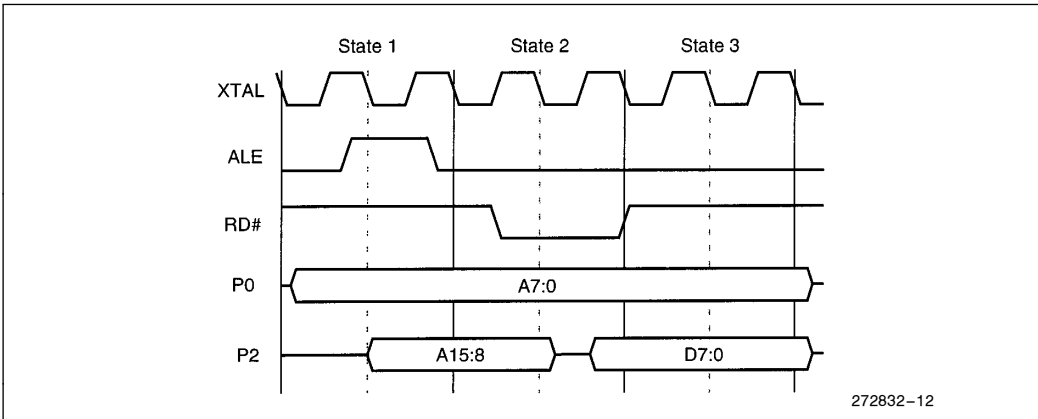 State 1 State 2 State 3
XTAL
ALE
RD#
P0 A7:0
P2 A15:8 D7:0
272832-12